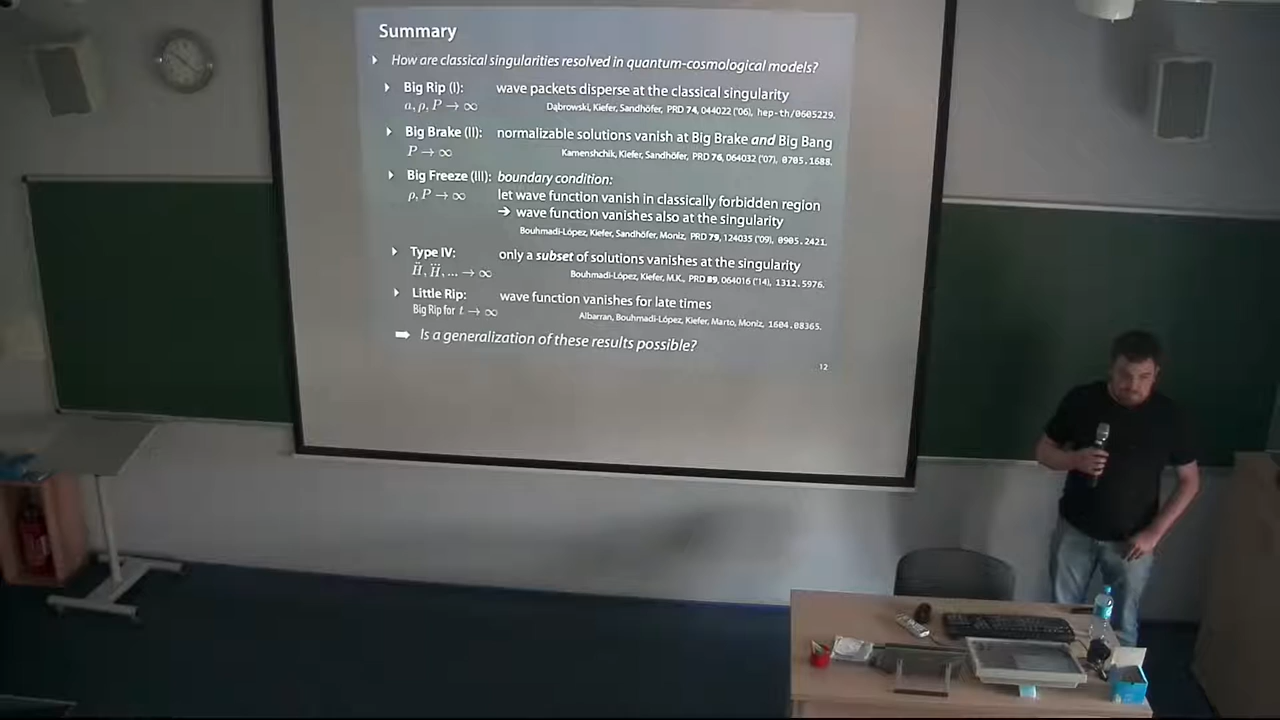 Summary
How are classical singularities resolved in quantum-cosmological models?
Big Rip (I): wave packets disperse at the classical singularity
a, ρ, P → ∞ Dąbrowski, Kiefer, Sandhöfer, PRD 74, 044022 ('06), hep-th/0605229.
Big Brake (II): normalizable solutions vanish at Big Brake and Big Bang
P → ∞ Kamenshchik, Kiefer, Sandhöfer, PRD 76, 064032 ('07), 0705.1688.
Big Freeze (III): boundary condition:
ρ, P → ∞ let wave function vanish in classically forbidden region
→ wave function vanishes also at the singularity
Bouhmadi-López, Kiefer, Sandhöfer, Moniz, PRD 79, 124035 ('09), 0905.2421.
Type IV: only a subset of solutions vanishes at the singularity
Ḧ, H⃛, ... → ∞ Bouhmadi-López, Kiefer, M.K., PRD 89, 064016 ('14), 1312.5976.
Little Rip: wave function vanishes for late times
Big Rip for t → ∞ Albarran, Bouhmadi-López, Kiefer, Marto, Moniz, 1604.08365.
➡ Is a generalization of these results possible?
12